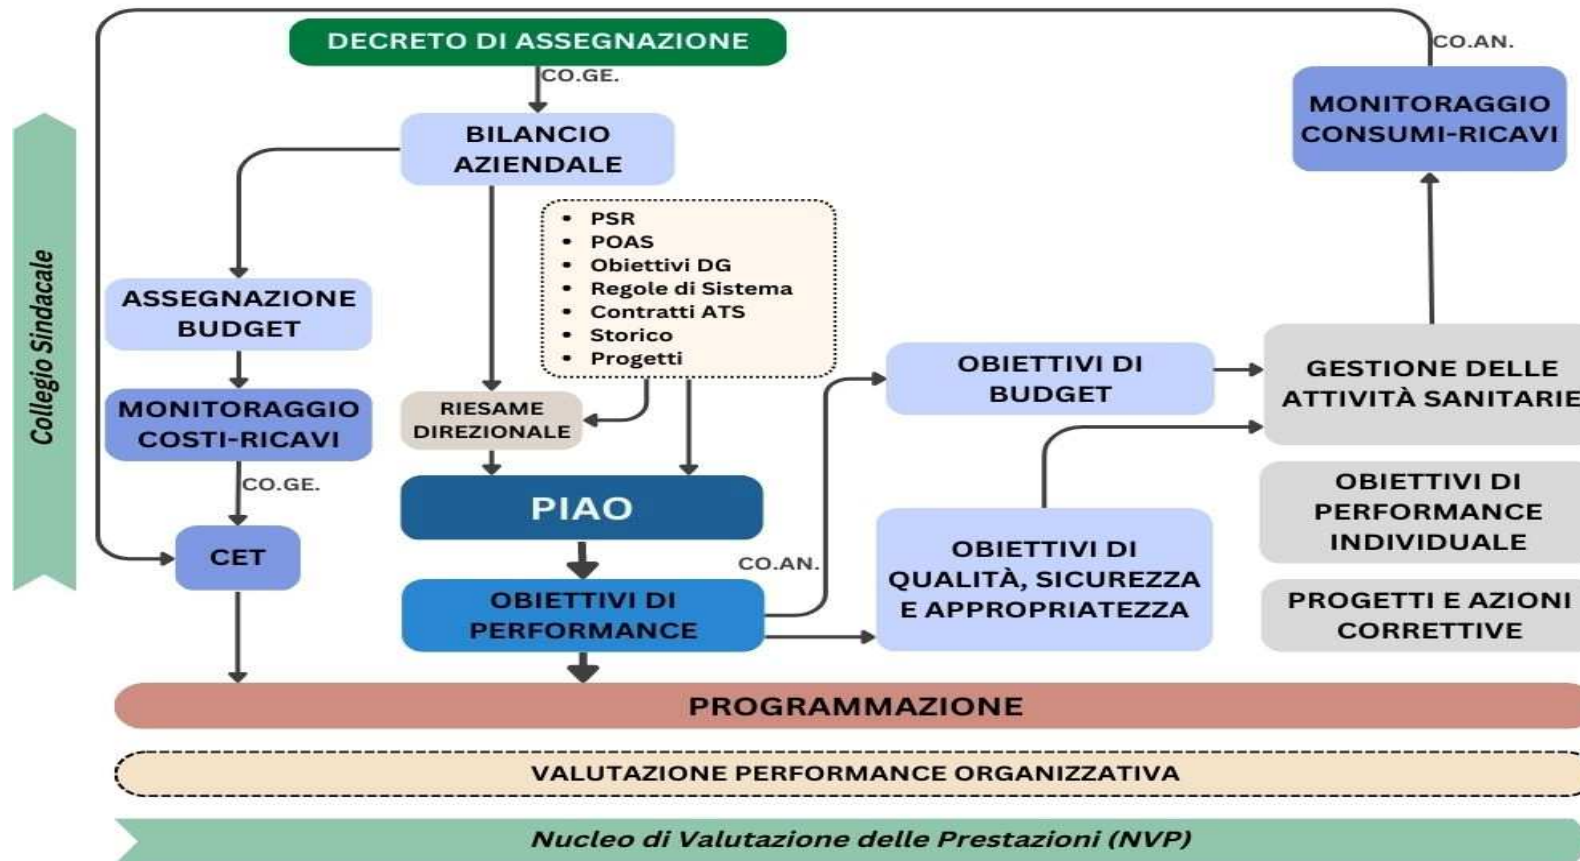 DECRETO DI ASSEGNAZIONE
CO.GE.
CO.AN.
BILANCIO
AZIENDALE
MONITORAGGIO
CONSUMI-RICAVI
• PSR
• POAS
• Obiettivi DG
• Regole di Sistema
• Contratti ATS
• Storico
• Progetti
Collegio Sindacale
ASSEGNAZIONE
BUDGET
MONITORAGGIO
COSTI-RICAVI
CO.GE.
CET
RIESAME
DIREZIONALE
PIAO
OBIETTIVI DI
PERFORMANCE
CO.AN.
OBIETTIVI DI
BUDGET
OBIETTIVI DI
QUALITÀ, SICUREZZA
E APPROPRIATEZZA
GESTIONE DELLE
ATTIVITÀ SANITARIE
OBIETTIVI DI
PERFORMANCE
INDIVIDUALE
PROGETTI E AZIONI
CORRETTIVE
PROGRAMMAZIONE
VALUTAZIONE PERFORMANCE ORGANIZZATIVA
Nucleo di Valutazione delle Prestazioni (NVP)